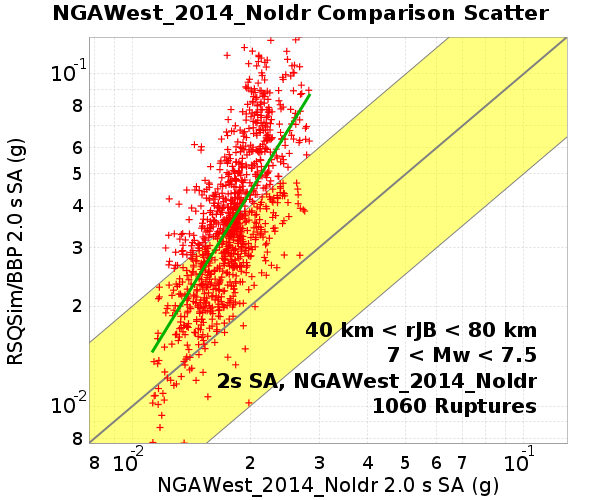 NGAWest_2014_NoIdr Comparison Scatter
10-1
8
6
5
4
3
2
10-2
8
RSQSim/BBP 2.0 s SA (g)
40 km < rJB < 80 km
7 < Mw < 7.5
2s SA, NGAWest_2014_NoIdr
1060 Ruptures
8 10-2 2 3 4 5 6 7 10-1
NGAWest_2014_NoIdr 2.0 s SA (g)